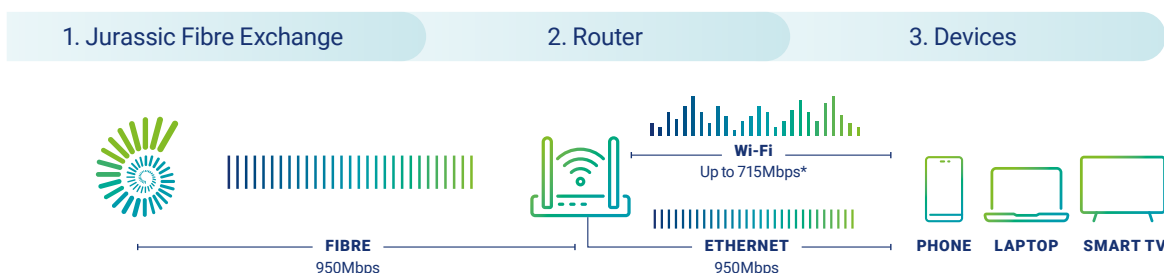 1. Jurassic Fibre Exchange
2. Router
3. Devices
Wi-Fi
Up to 715Mbps*
FIBRE
950Mbps
ETHERNET
950Mbps
PHONE
LAPTOP
SMART TV